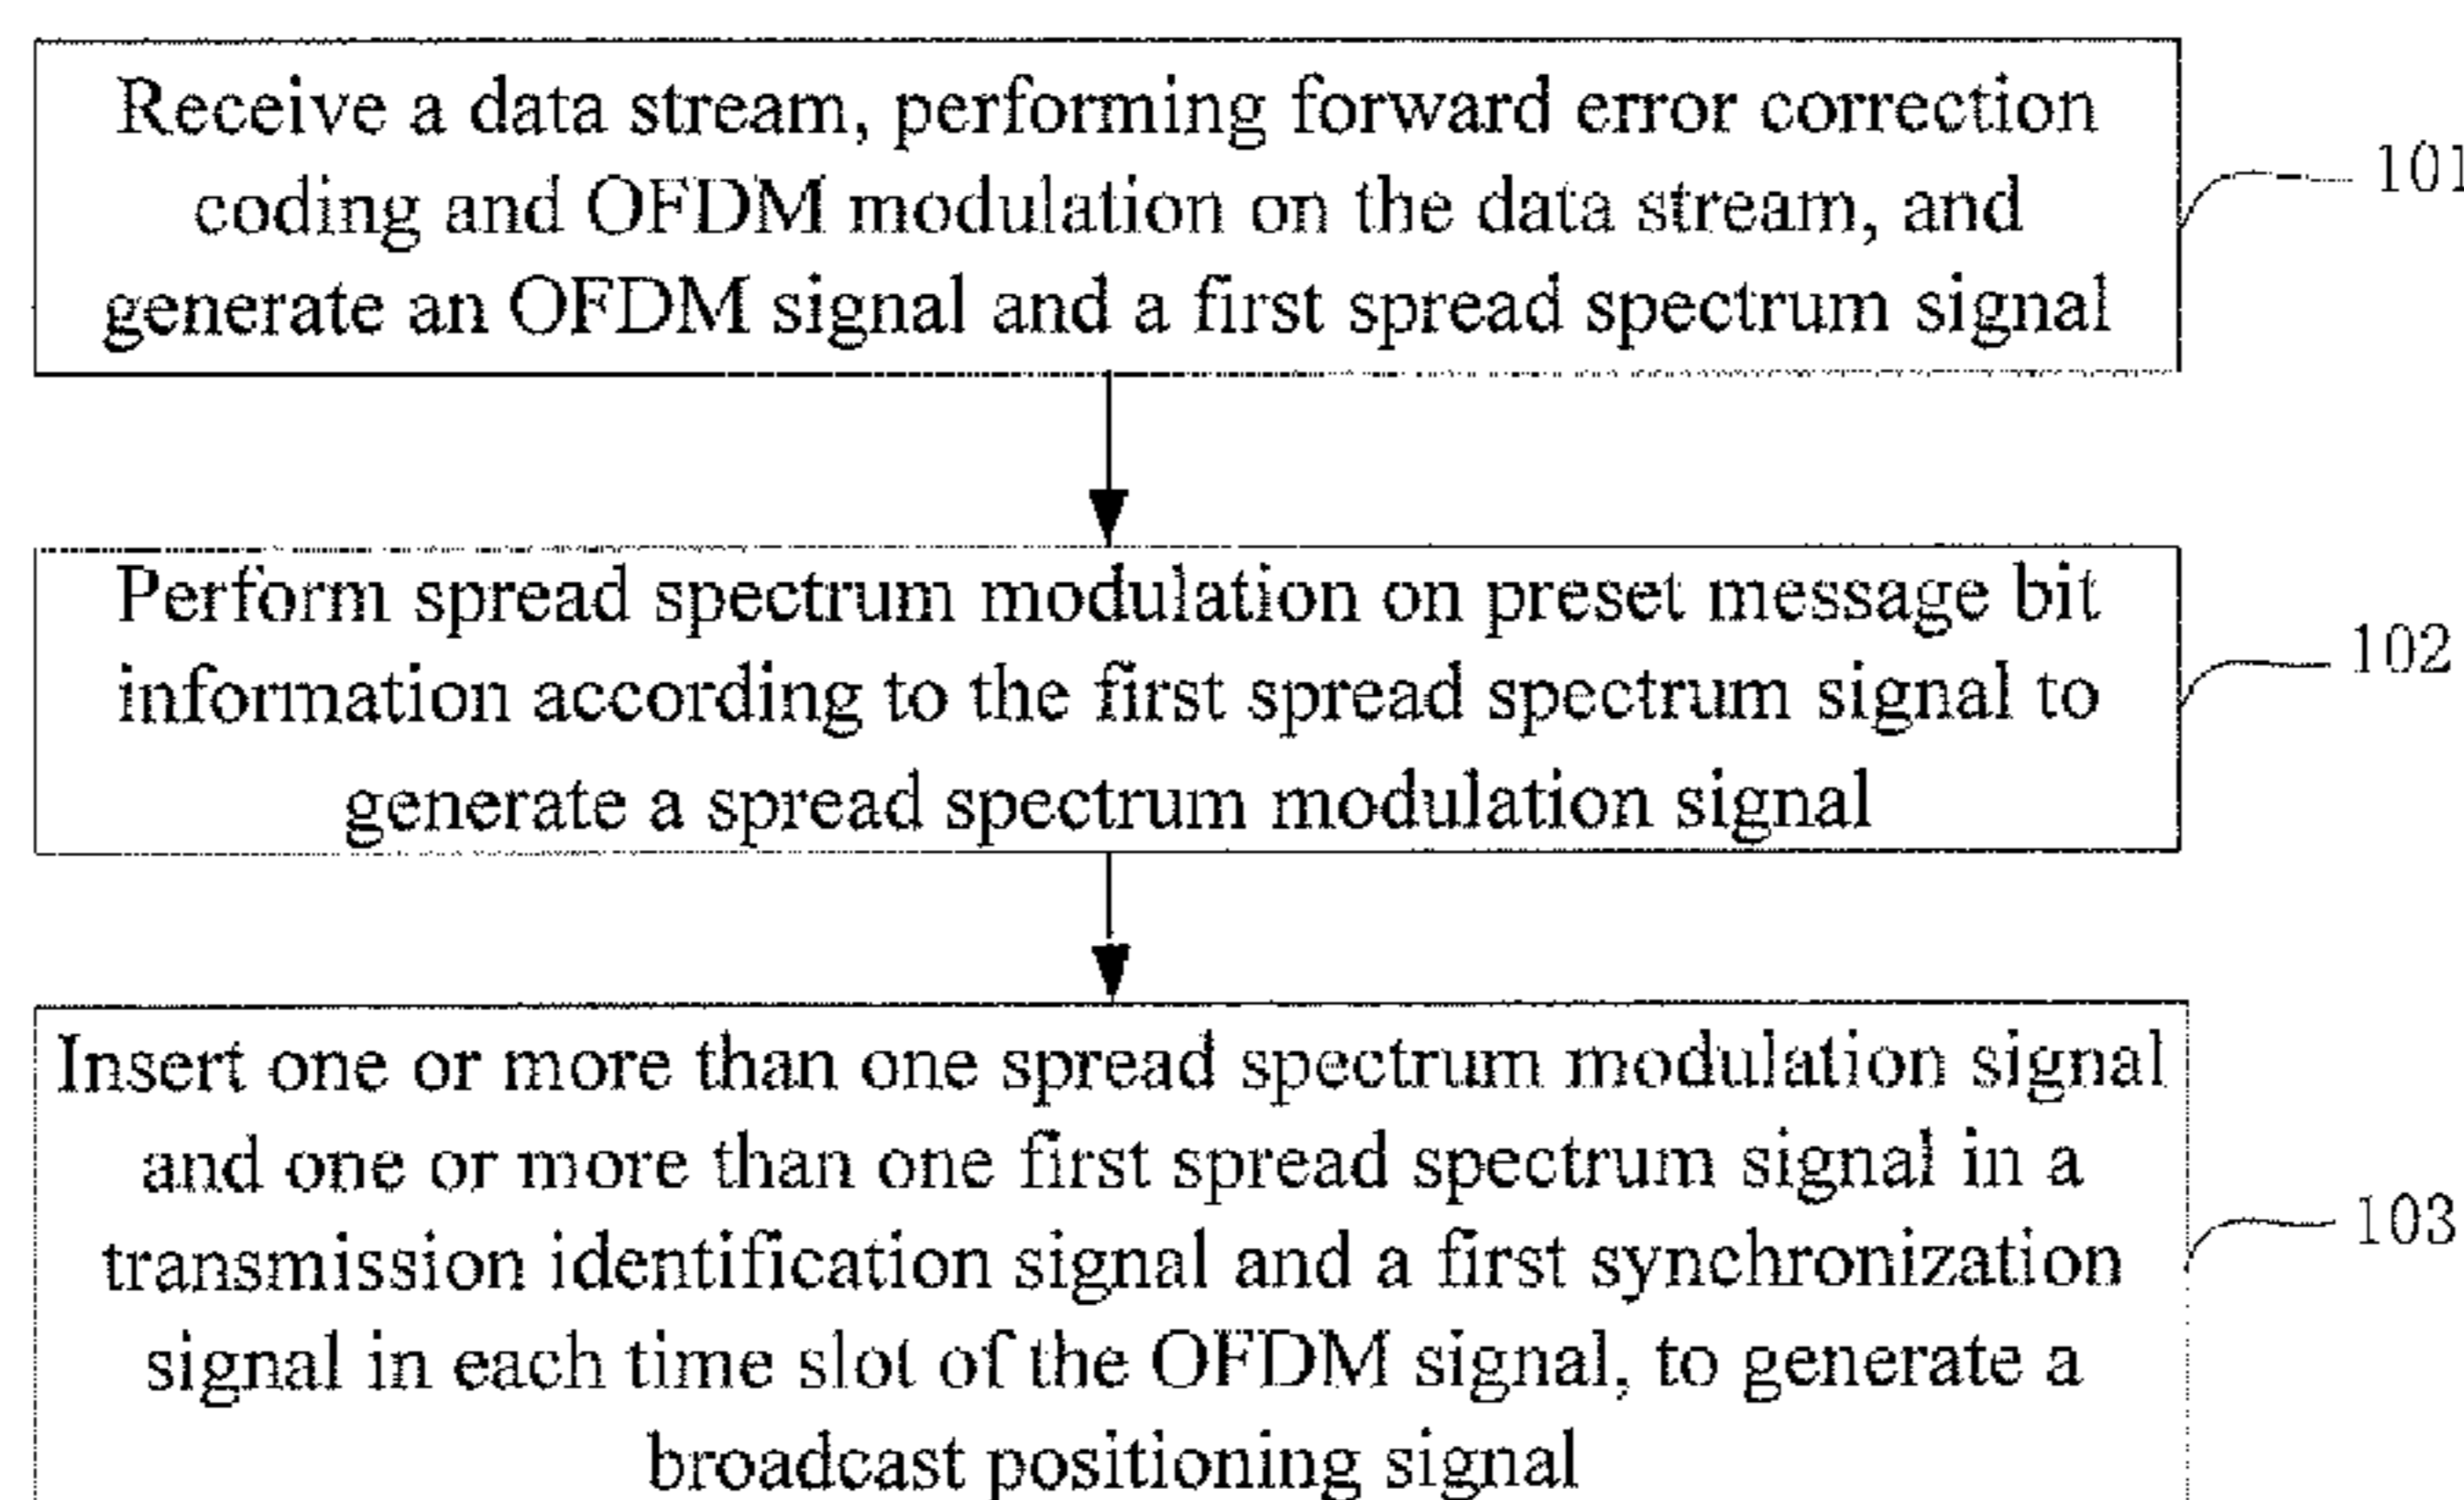 Receive a data stream, performing forward error correction
coding and OFDM modulation on the data stream, and
generate an OFDM signal and a first spread spectrum signal
101
Perform spread spectrum modulation on preset message bit
information according to the first spread spectrum signal to
generate a spread spectrum modulation signal
102
Insert one or more than one spread spectrum modulation signal
and one or more than one first spread spectrum signal in a
transmission identification signal and a first synchronization
signal in each time slot of the OFDM signal, to generate a
broadcast positioning signal
103